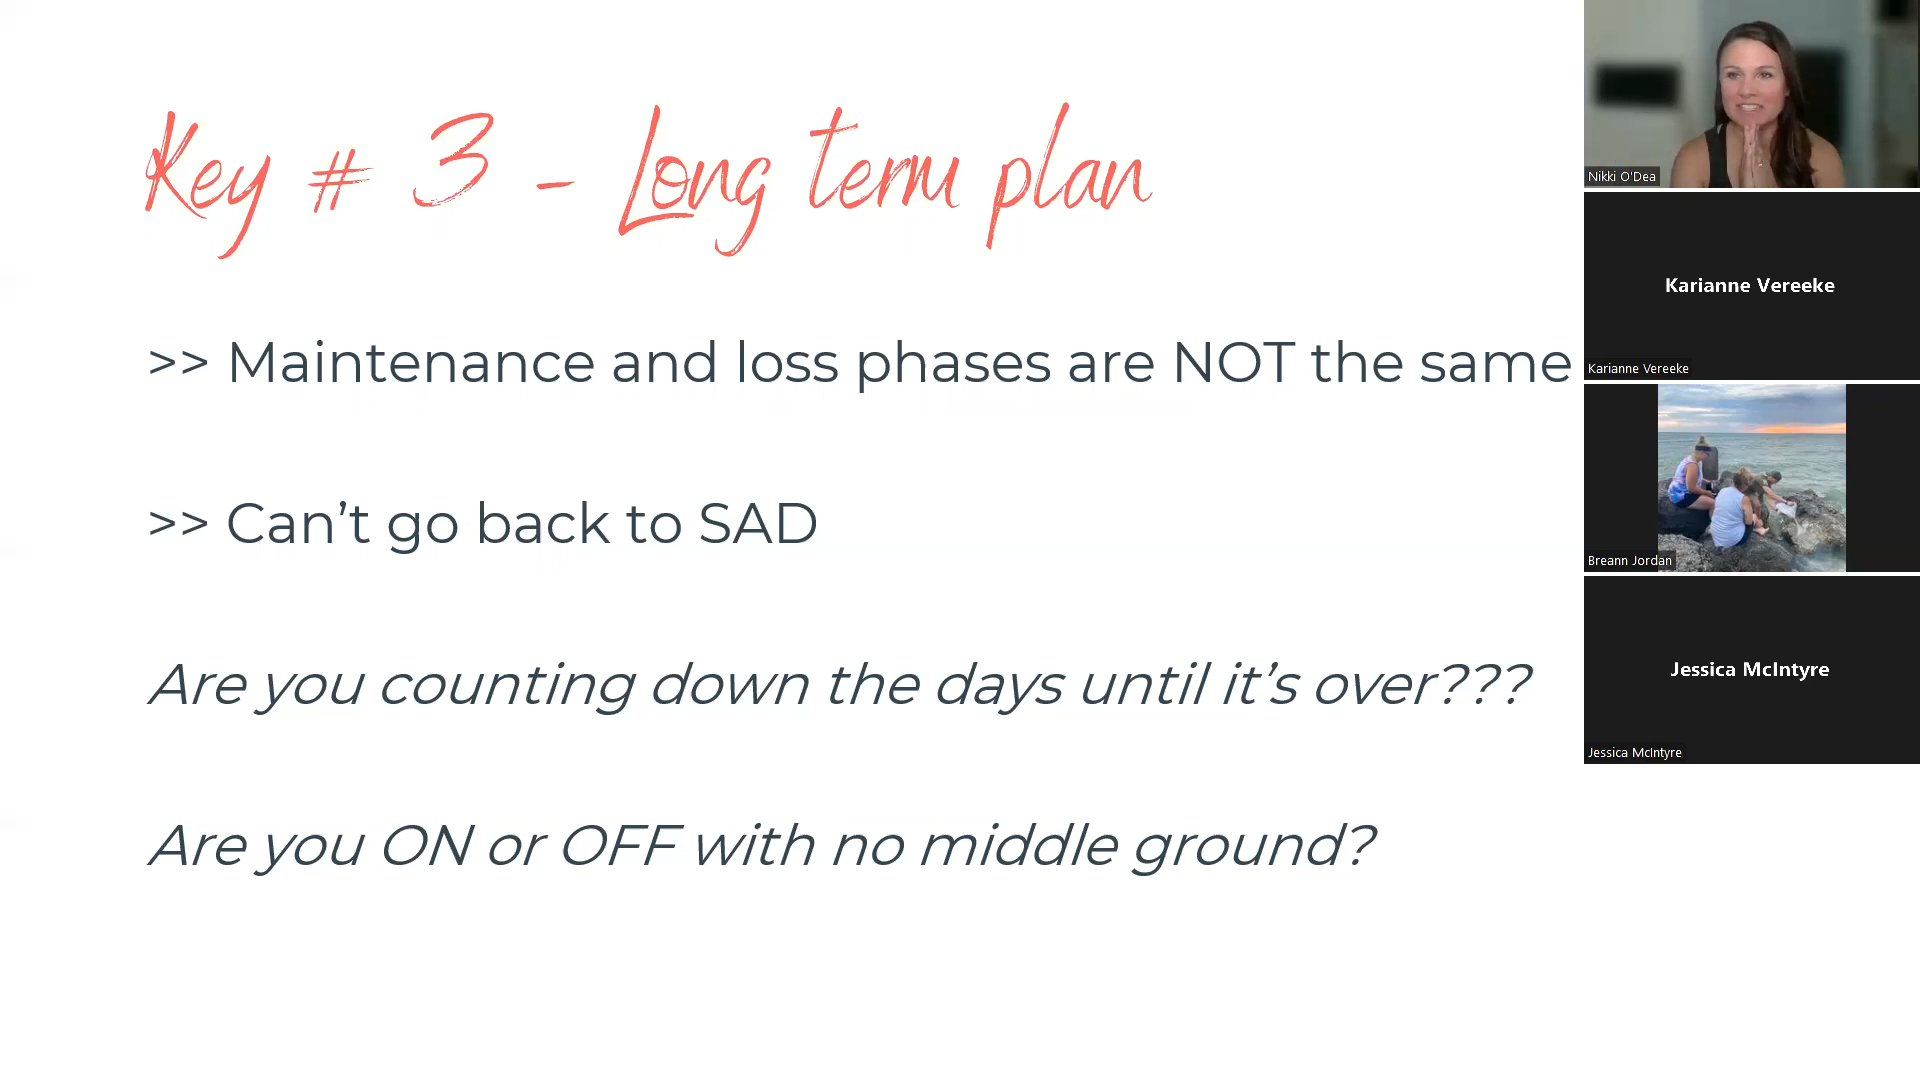 Key # 3 - Long term plan
>> Maintenance and loss phases are NOT the same
>> Can't go back to SAD
Are you counting down the days until it's over???
Are you ON or OFF with no middle ground?
Nikki O'Dea
Karianne Vereeke
Karianne Vereeke
Breann Jordan
Jessica McIntyre
Jessica McIntyre